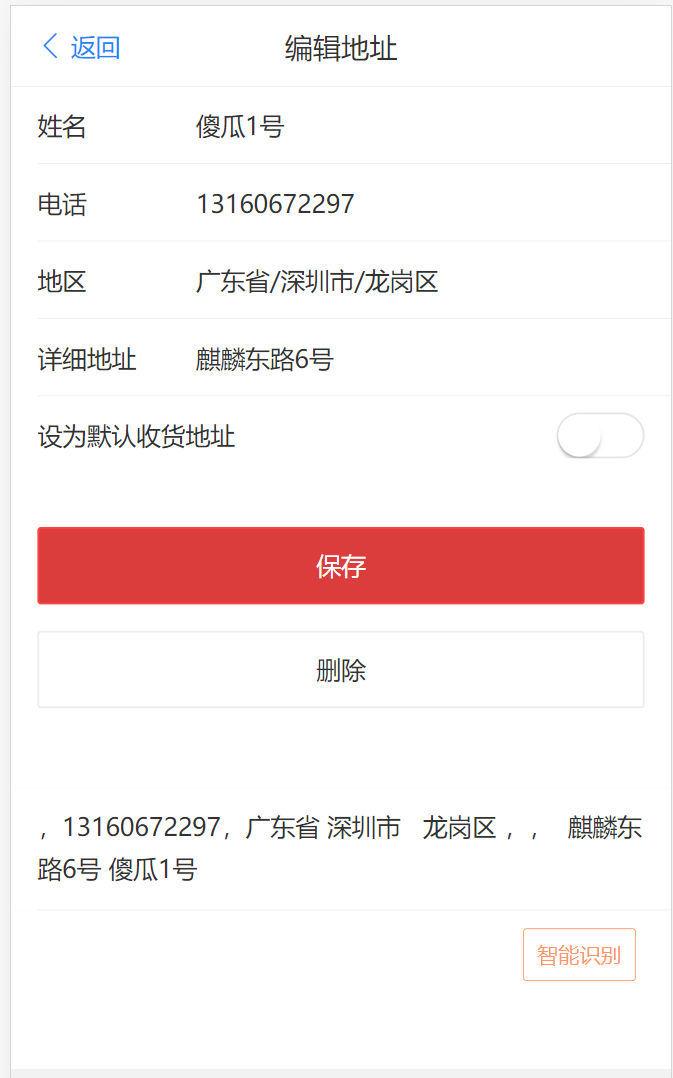 返回 编辑地址
姓名 傻瓜1号
电话 13160672297
地区 广东省/深圳市/龙岗区
详细地址 麒麟东路6号
设为默认收货地址
保存
删除
，13160672297，广东省 深圳市   龙岗区 ，，  麒麟东
路6号 傻瓜1号
智能识别